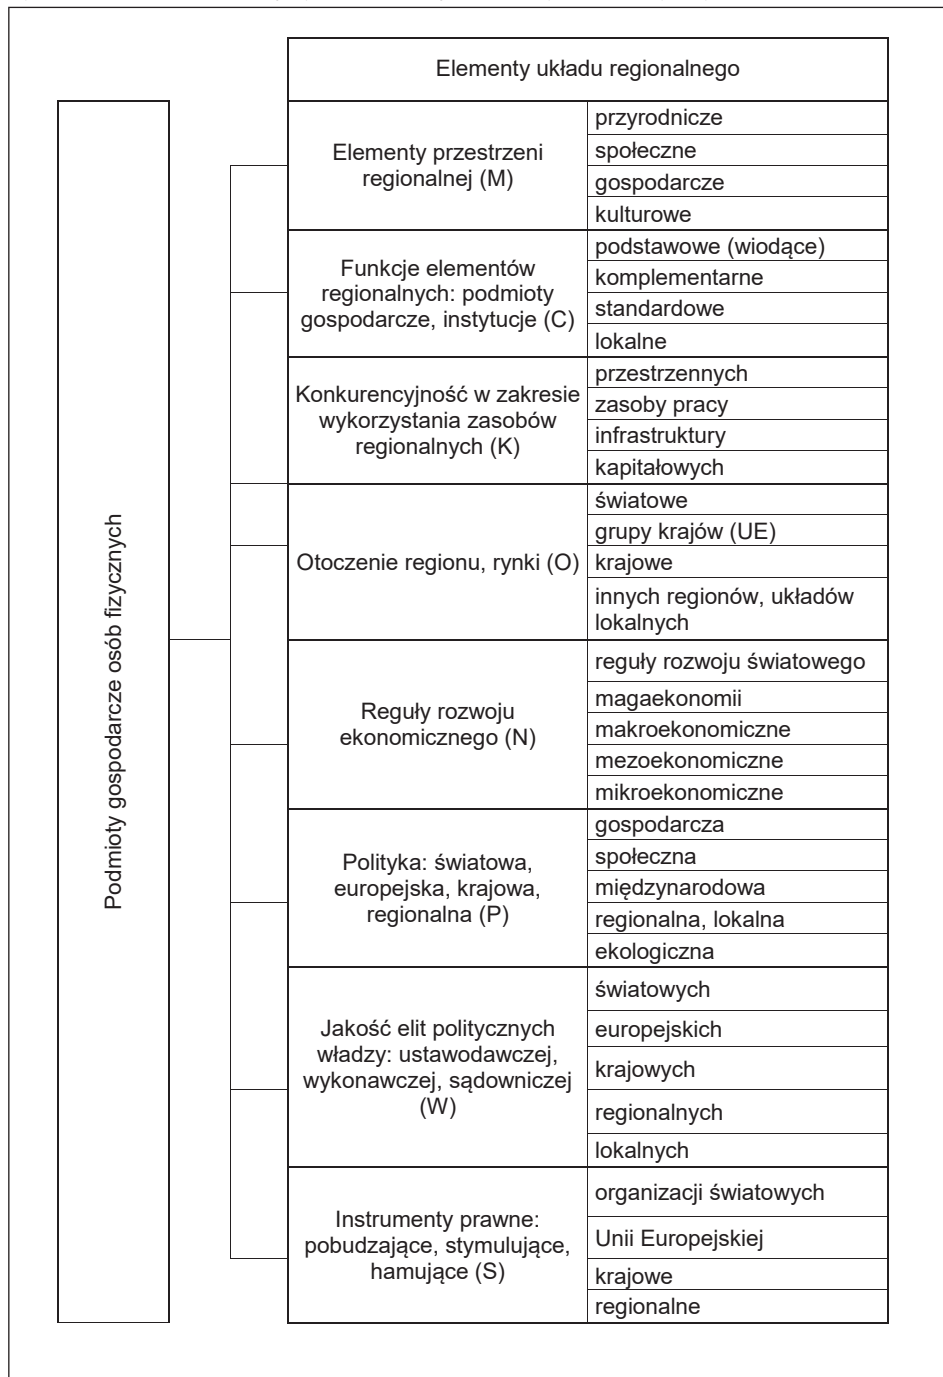 Elementy układu regionalnego
Podmioty gospodarcze osób fizycznych
Elementy przestrzeni
regionalnej (M)
przyrodnicze
społeczne
gospodarcze
kulturowe
Funkcje elementów
regionalnych: podmioty
gospodarcze, instytucje (C)
podstawowe (wiodące)
komplementarne
standardowe
lokalne
Konkurencyjność w zakresie
wykorzystania zasobów
regionalnych (K)
przestrzennych
zasoby pracy
infrastruktury
kapitałowych
Otoczenie regionu, rynki (O)
światowe
grupy krajów (UE)
krajowe
innych regionów, układów
lokalnych
Reguły rozwoju
ekonomicznego (N)
reguły rozwoju światowego
magaekonomii
makroekonomiczne
mezoekonomiczne
mikroekonomiczne
Polityka: światowa,
europejska, krajowa,
regionalna (P)
gospodarcza
społeczna
międzynarodowa
regionalna, lokalna
ekologiczna
Jakość elit politycznych
władzy: ustawodawczej,
wykonawczej, sądowniczej
(W)
światowych
europejskich
krajowych
regionalnych
lokalnych
Instrumenty prawne:
pobudzające, stymulujące,
hamujące (S)
organizacji światowych
Unii Europejskiej
krajowe
regionalne